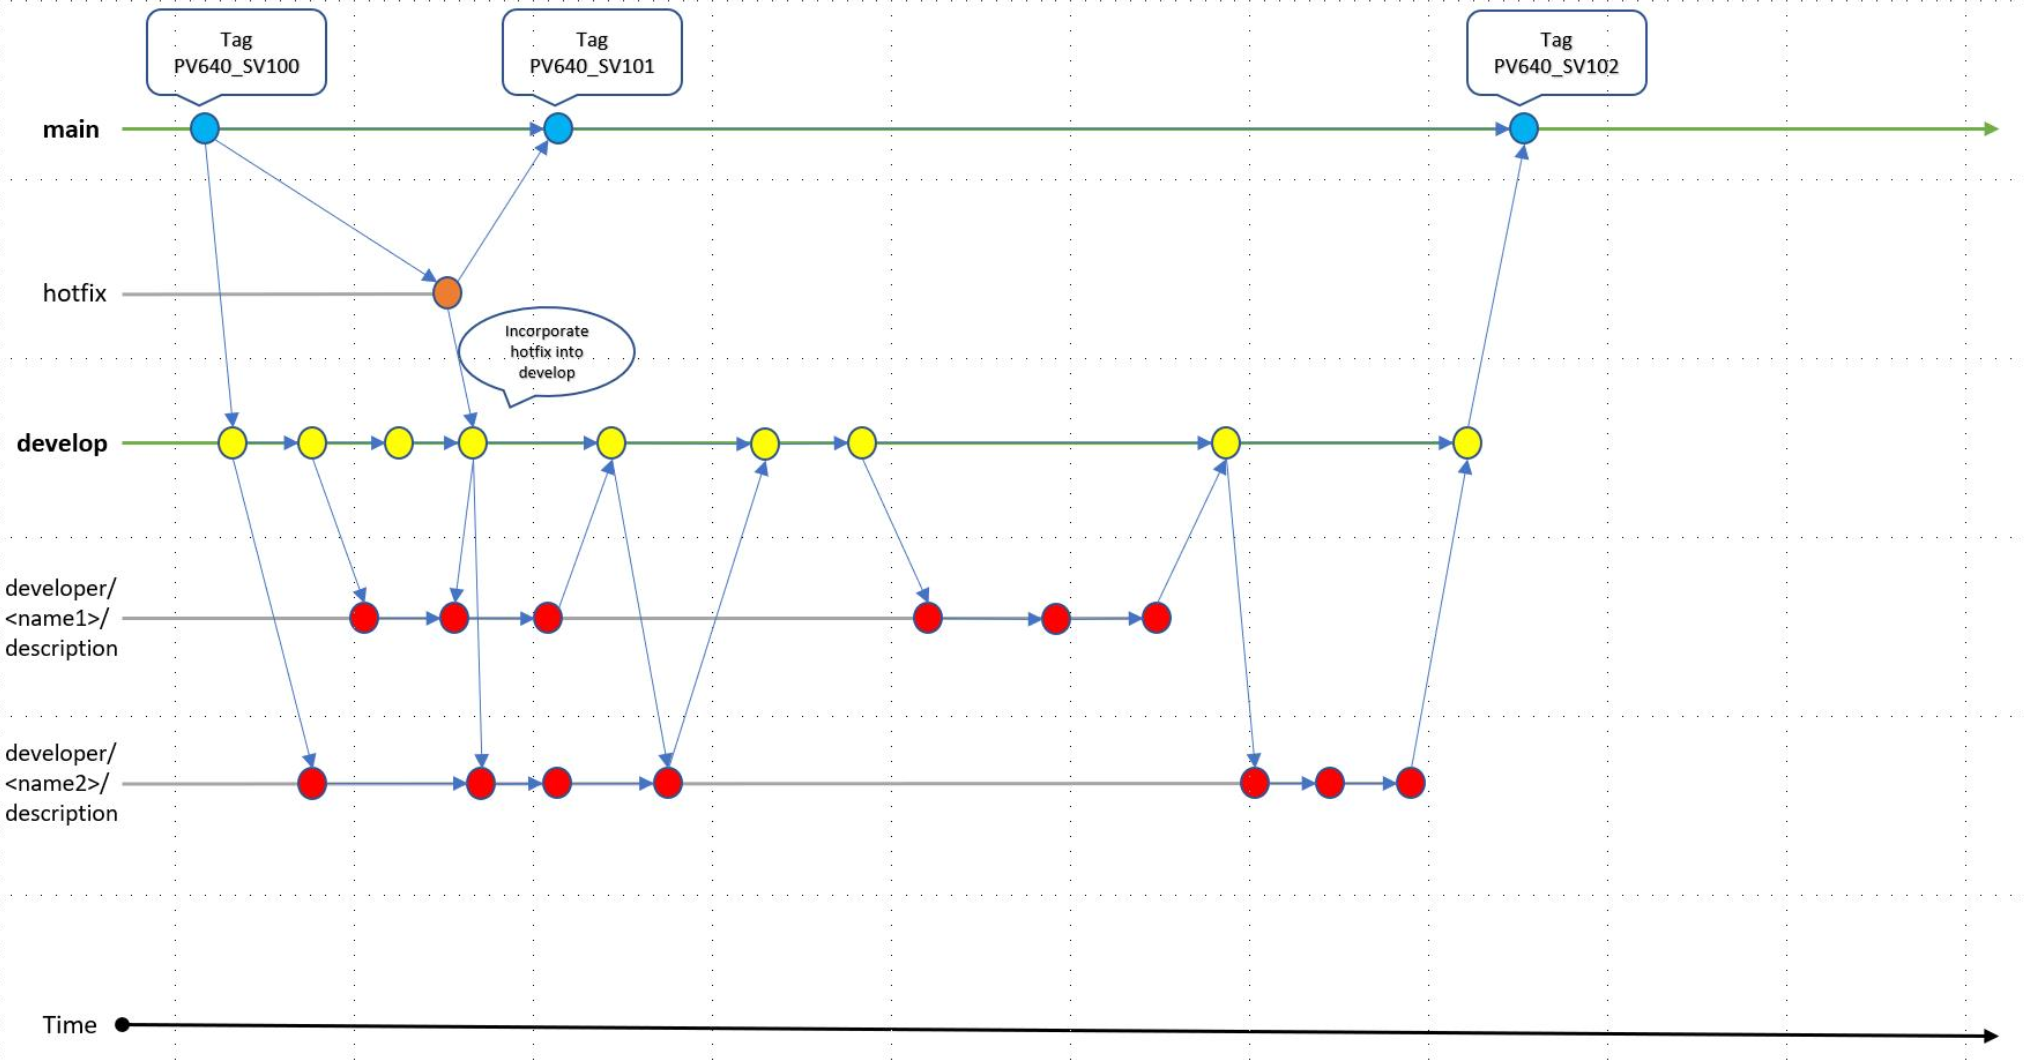 Tag
PV640_SV100
Tag
PV640_SV101
Tag
PV640_SV102
main
hotfix
Incorporate
hotfix into
develop
develop
developer/
<name1>/
description
developer/
<name2>/
description
Time